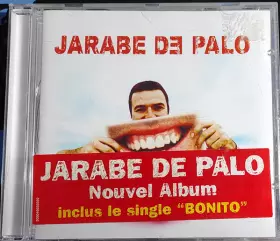 JARABE DE PALO
JARABE DE PALO
Nouvel Album
inclus le single "BONITO"